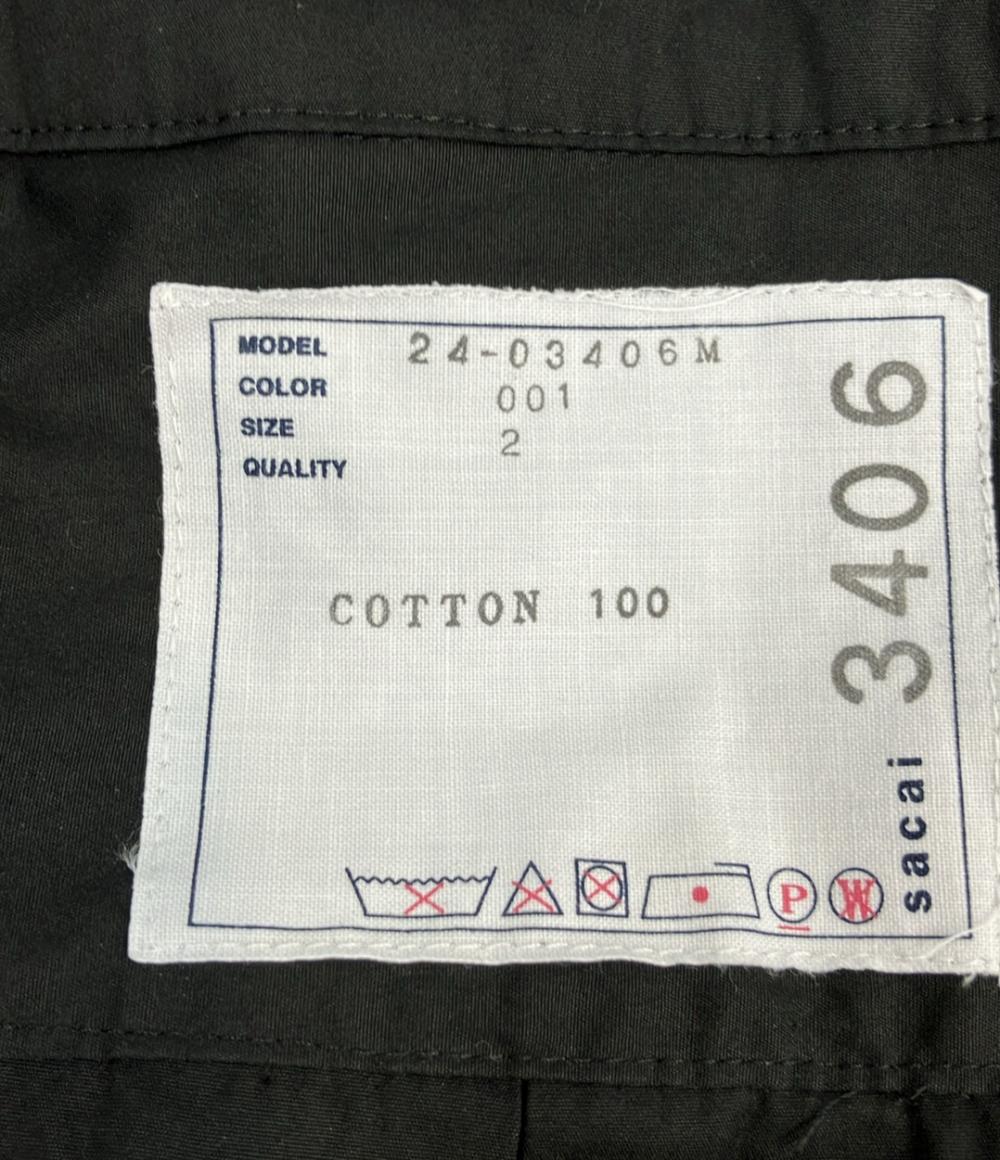 MODEL 24-03406M
COLOR 001
SIZE 2
QUALITY
COTTON 100
sacai 3406
P W